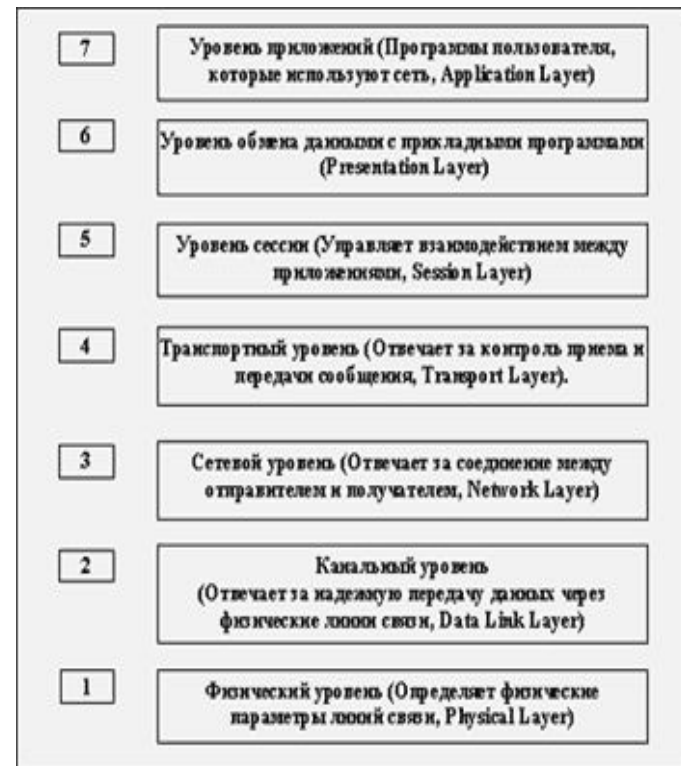 7
Уровень приложений (Программы пользователя,
которые используют сеть, Application Layer)
6
Уровень обмена данными с прикладными программами
(Presentation Layer)
5
Уровень сессии (Управляет взаимодействием между
приложениями, Session Layer)
4
Транспортный уровень (Отвечает за контроль приема и
передачи сообщения, Transport Layer).
3
Сетевой уровень (Отвечает за соединение между
отправителем и получателем, Network Layer)
2
Канальный уровень
(Отвечает за надежную передачу данных через
физические линии связи, Data Link Layer)
1
Физический уровень (Определяет физические
параметры линий связи, Physical Layer)